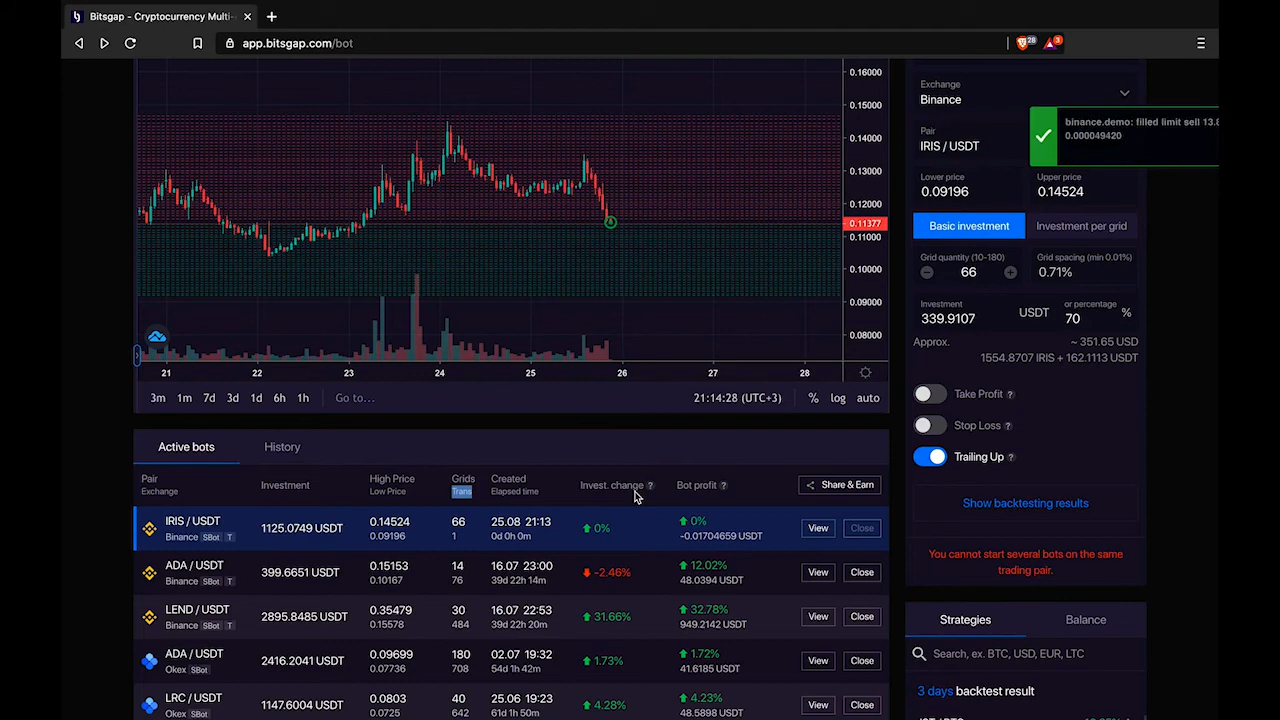 Bitsgap - Cryptocurrency Multi-
app.bitsgap.com/bot
28
3
0.16000
0.15000
0.14000
0.13000
0.12000
0.11377
0.11000
0.10000
0.09000
0.08000
21 22 23 24 25 26 27 28
3m 1m 7d 3d 1d 6h 1h Go to... 21:14:28 (UTC+3) % log auto
Exchange
Binance
binance.demo: filled limit sell 13.8
0.000049420
Pair
IRIS / USDT
Lower price Upper price
0.09196 0.14524
Basic investment Investment per grid
Grid quantity (10-180) Grid spacing (min 0.01%)
66 0.71%
Investment or percentage
339.9107 USDT 70 %
Approx. ~ 351.65 USD
1554.8707 IRIS + 162.1113 USDT
Take Profit ?
Stop Loss ?
Trailing Up ?
Show backtesting results
You cannot start several bots on the same
trading pair.
Strategies Balance
Search, ex. BTC, USD, EUR, LTC
3 days backtest result
Active bots History
Pair Investment High Price Grids Created Invest. change ? Bot profit ? Share & Earn
Exchange Low Price Trans Elapsed time
IRIS / USDT 1125.0749 USDT 0.14524 66 25.08 21:13 0% 0% View Close
Binance SBot T 0.09196 1 0d 0h 0m -0.01704659 USDT
ADA / USDT 399.6651 USDT 0.15153 14 16.07 23:00 -2.46% 12.02% View Close
Binance SBot T 0.10167 76 39d 22h 14m 48.0394 USDT
LEND / USDT 2895.8485 USDT 0.35479 30 16.07 22:53 31.66% 32.78% View Close
Binance SBot T 0.15578 484 39d 22h 20m 949.2142 USDT
ADA / USDT 2416.2041 USDT 0.09699 180 02.07 19:32 1.73% 1.72% View Close
Okex SBot 0.07736 708 54d 1h 42m 41.6185 USDT
LRC / USDT 1147.6004 USDT 0.0803 40 25.06 19:23 4.28% 4.23% View Close
Okex SBot 0.0725 642 61d 1h 50m 48.5898 USDT